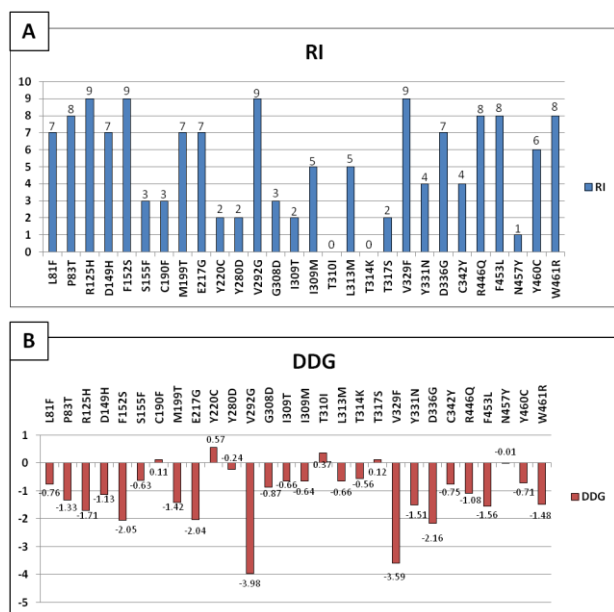 A
RI
10
9
8
7
6
5
4
3
2
1
0
7 8 9 7 9 3 3 7 7 2 2 9 3 2 5 0 5 0 2 9 4 7 4 8 8 1 6 8
L81F P83T R125H D149H F152S S155F C190F M199T E217G Y220C Y280D V292G G308D I309T I309M T310I L313M T314K T317S V329F Y331N D336G C342Y R446Q F453L N457Y Y460C W461R
RI
B
DDG
L81F P83T R125H D149H F152S S155F C190F M199T E217G Y220C Y280D V292G G308D I309T I309M T310I L313M T314K T317S V329F Y331N D336G C342Y R446Q F453L N457Y Y460C W461R
1
0
-1
-2
-3
-4
-5
-0.76 -1.33 -1.71 -1.13 -2.05 -0.63 0.11 -1.42 -2.04 0.57 -0.24 -3.98 -0.87 -0.66 -0.64 0.37 -0.66 -0.56 0.12 -3.59 -1.51 -2.16 -0.75 -1.08 -1.56 -0.01 -0.71 -1.48
DDG